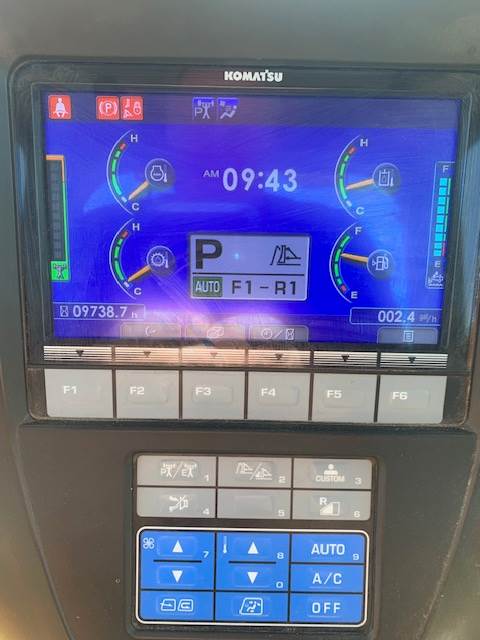 KOMATSU
P
P
H
C
H
C
AM 09:43
H
C
F
E
F
E
P
AUTO F1-R1
09738.7 h
002.4
F1 F2 F3 F4 F5 F6
P / E 1
2
CUSTOM 3
4
5
R 6
7
8
AUTO 9
0
A/C
OFF